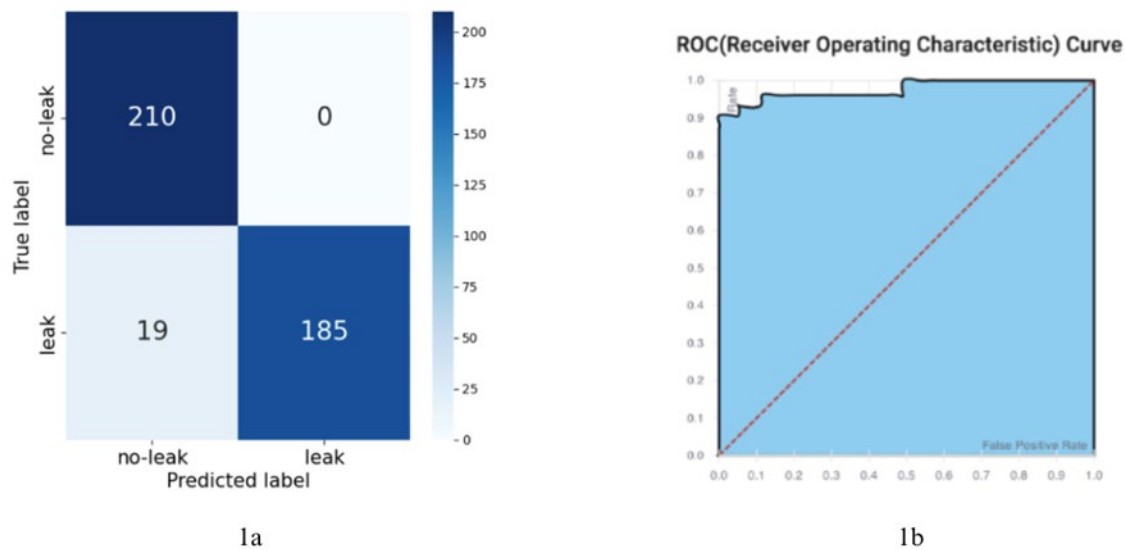 no-leak
leak
True label
210
0
19
185
no-leak
leak
Predicted label
200
175
150
125
100
75
50
25
0
1a
ROC(Receiver Operating Characteristic) Curve
1.0
0.9
0.8
0.7
0.6
0.5
0.4
0.3
0.2
0.1
0.0
Rate
False Positive Rate
0.0 0.1 0.2 0.3 0.4 0.5 0.6 0.7 0.8 0.9 1.0
1b